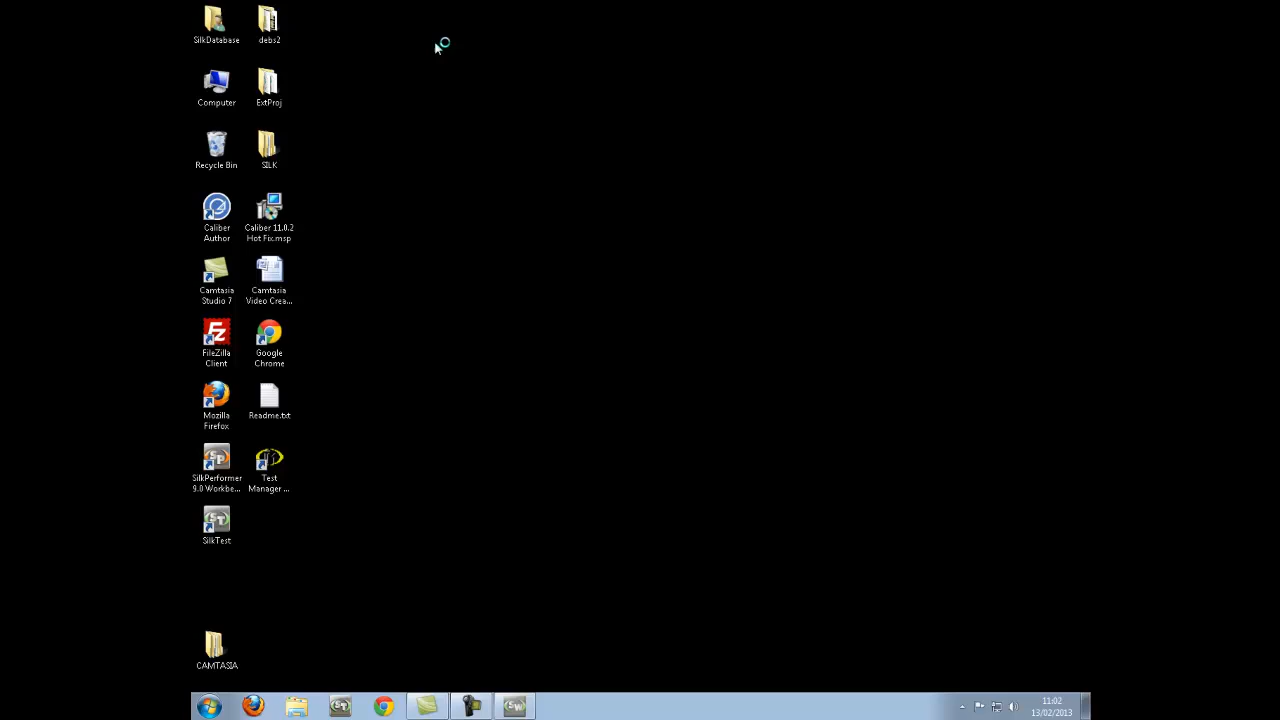 SilkDatabase
debs2
Computer
ExtProj
Recycle Bin
SILK
Caliber
Author
Caliber 11.0.2
Hot Fix.msp
Camtasia
Studio 7
Camtasia
Video Crea...
FileZilla
Client
Google
Chrome
Mozilla
Firefox
Readme.txt
SilkPerformer
9.0 Workbe...
Test
Manager ...
SilkTest
CAMTASIA
11:02
13/02/2013